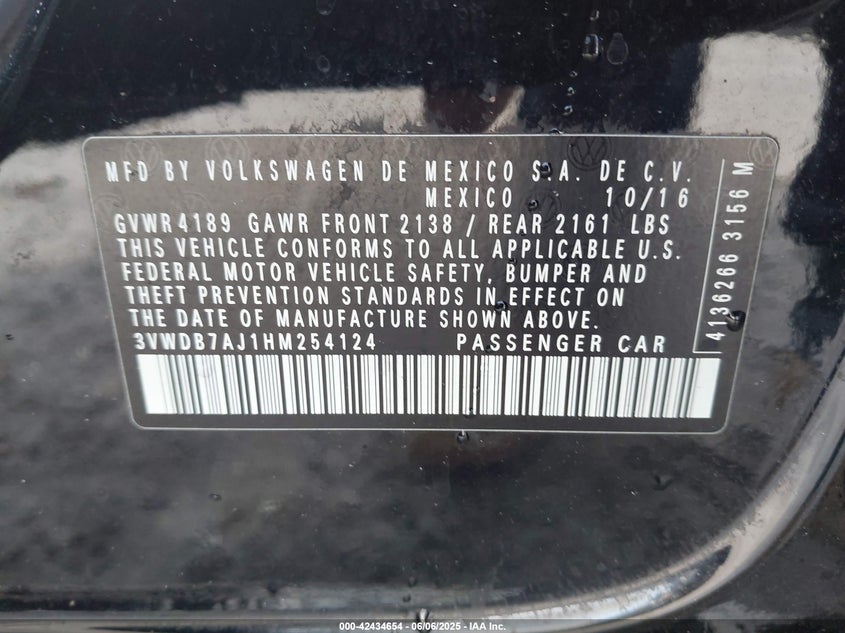 MFD BY VOLKSWAGEN DE MEXICO S.A. DE C.V.
MEXICO 10/16
GVWR 4189 GAWR FRONT 2138 / REAR 2161 LBS
THIS VEHICLE CONFORMS TO ALL APPLICABLE U.S.
FEDERAL MOTOR VEHICLE SAFETY, BUMPER AND
THEFT PREVENTION STANDARDS IN EFFECT ON
THE DATE OF MANUFACTURE SHOWN ABOVE.
3VWDB7AJ1HM254124 PASSENGER CAR
4136266 3156 M
000-42434654 - 06/06/2025 - IAA Inc.